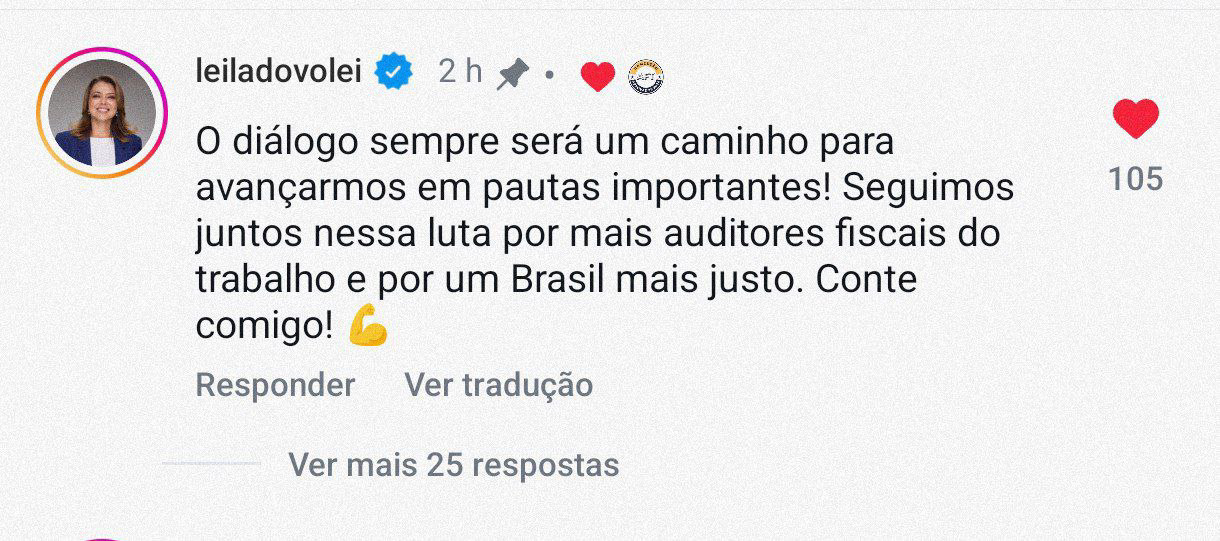 leiladovolei 2 h
O diálogo sempre será um caminho para
avançarmos em pautas importantes! Seguimos
juntos nessa luta por mais auditores fiscais do
trabalho e por um Brasil mais justo. Conte
comigo! 💪
105
Responder Ver tradução
Ver mais 25 respostas